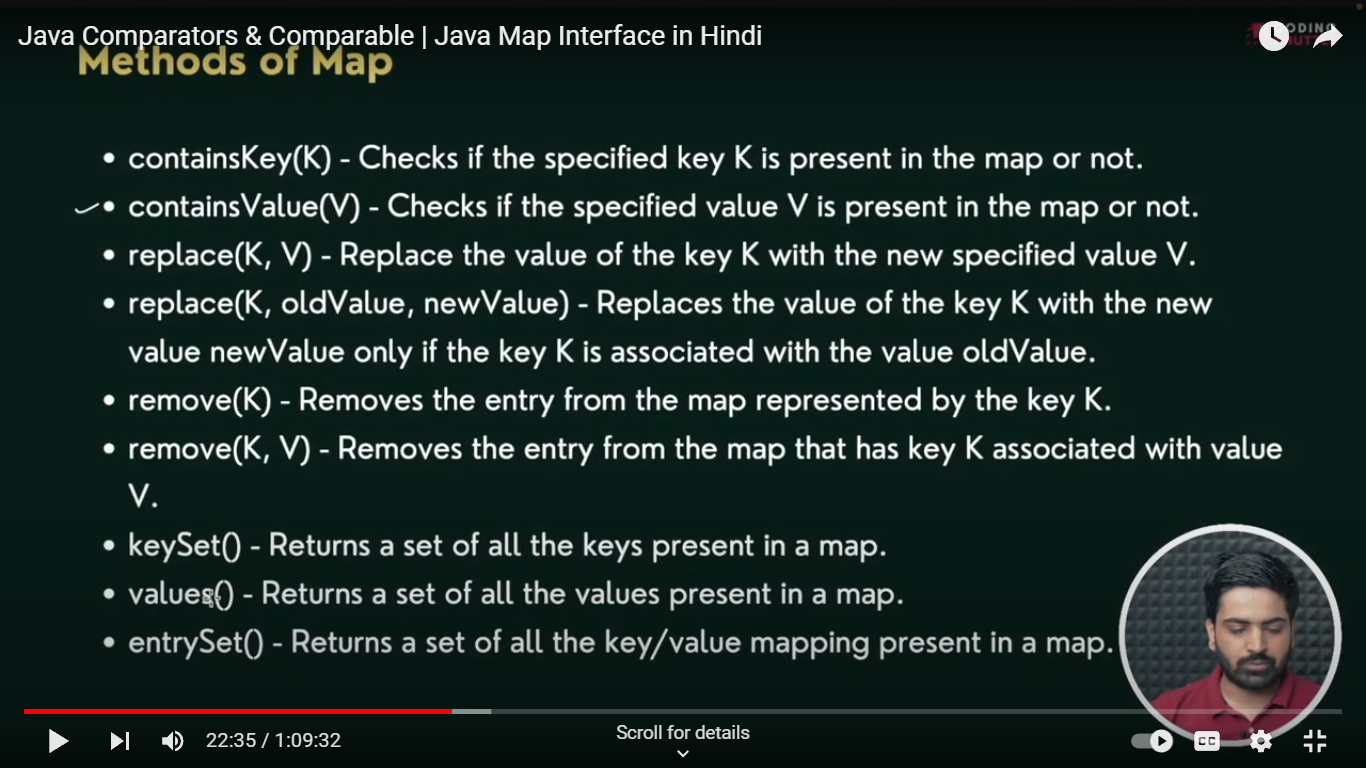 Java Comparators & Comparable | Java Map Interface in Hindi
Methods of Map
• containsKey(K) - Checks if the specified key K is present in the map or not.
• containsValue(V) - Checks if the specified value V is present in the map or not.
• replace(K, V) - Replace the value of the key K with the new specified value V.
• replace(K, oldValue, newValue) - Replaces the value of the key K with the new
value newValue only if the key K is associated with the value oldValue.
• remove(K) - Removes the entry from the map represented by the key K.
• remove(K, V) - Removes the entry from the map that has key K associated with value
V.
• keySet() - Returns a set of all the keys present in a map.
• values() - Returns a set of all the values present in a map.
• entrySet() - Returns a set of all the key/value mapping present in a map.
22:35 / 1:09:32
Scroll for details
CC